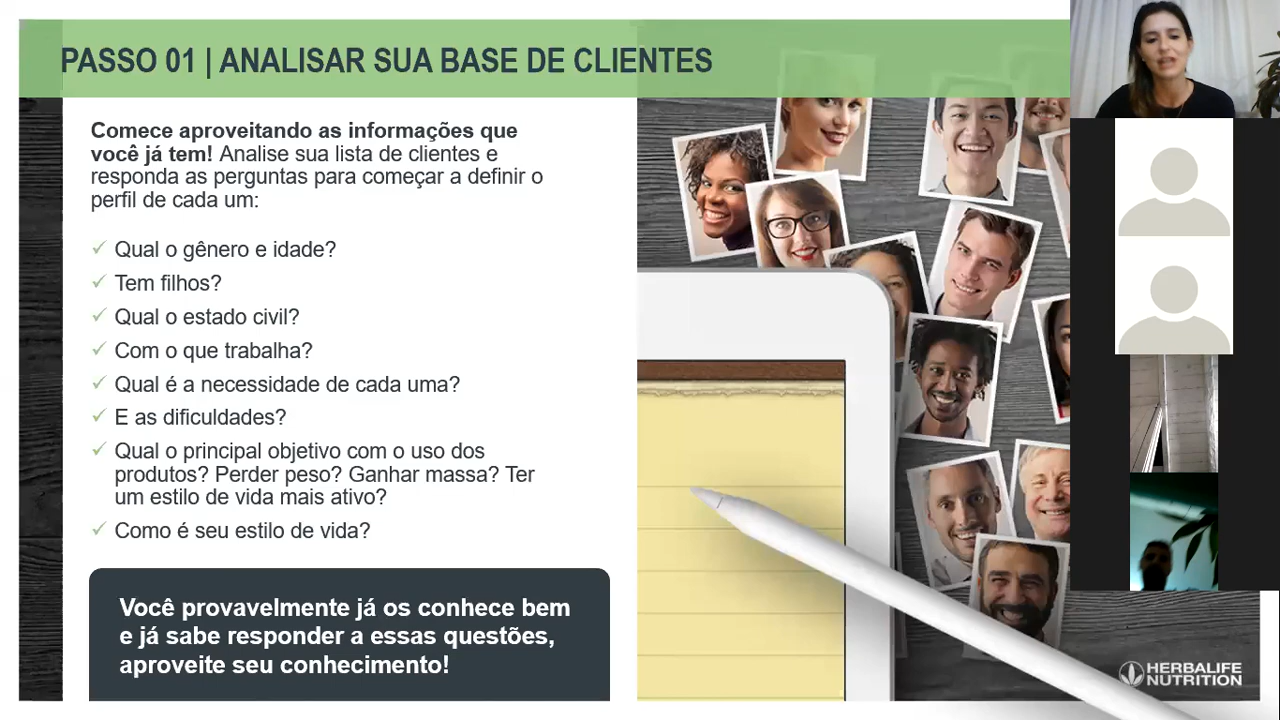 PASSO 01 | ANALISAR SUA BASE DE CLIENTES
Comece aproveitando as informações que
você já tem! Analise sua lista de clientes e
responda as perguntas para começar a definir o
perfil de cada um:
✓ Qual o gênero e idade?
✓ Tem filhos?
✓ Qual o estado civil?
✓ Com o que trabalha?
✓ Qual é a necessidade de cada uma?
✓ E as dificuldades?
✓ Qual o principal objetivo com o uso dos
produtos? Perder peso? Ganhar massa? Ter
um estilo de vida mais ativo?
✓ Como é seu estilo de vida?
Você provavelmente já os conhece bem
e já sabe responder a essas questões,
aproveite seu conhecimento!
HERBALIFE
NUTRITION